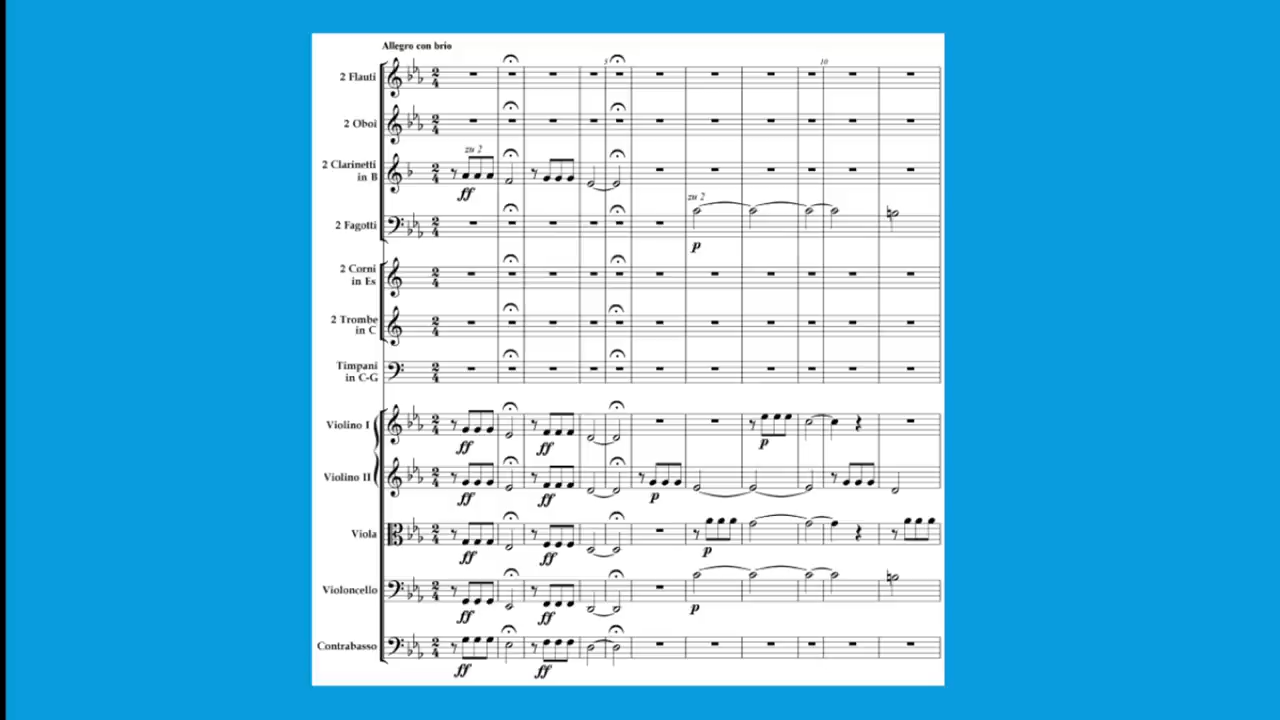 Allegro con brio
5
10
2 Flauti
2 Oboi
zu 2
2 Clarinetti
in B
ff
zu 2
2 Fagotti
p
2 Corni
in Es
2 Trombe
in C
Timpani
in C-G
Violino I
ff ff p
Violino II
ff ff p
Viola
ff ff p
Violoncello
ff ff p
Contrabasso
ff ff